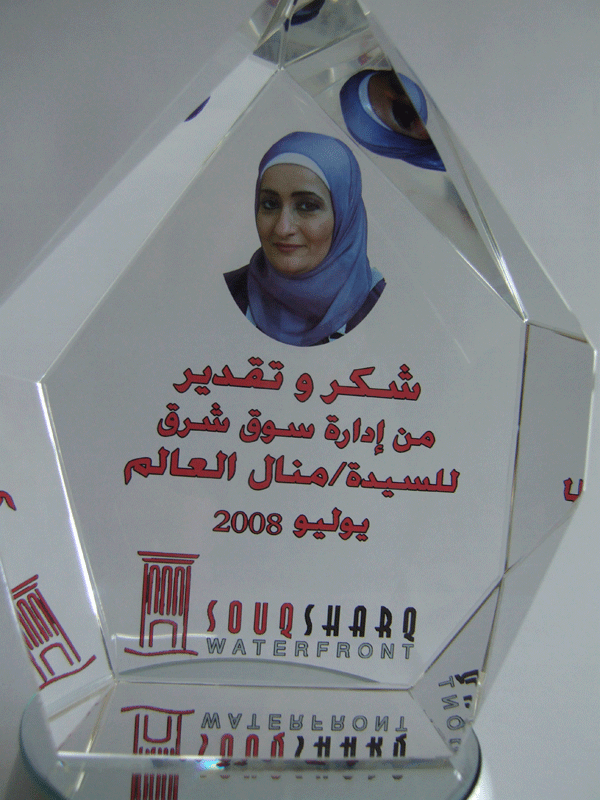 شكر و تقدير
من إدارة سوق شرق
للسيدة/منال العالم
يوليو 2008
SOUQSHARQ
WATERFRONT